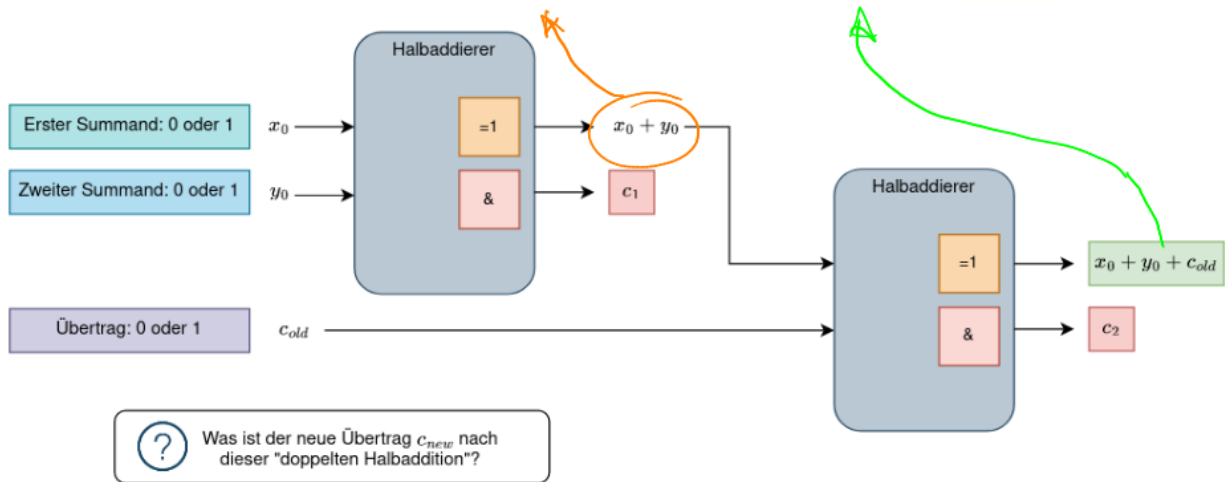 Halbaddierer
Erster Summand: 0 oder 1
x₀
=1
x₀ + y₀
Zweiter Summand: 0 oder 1
y₀
&
c₁
Halbaddierer
=1
x₀ + y₀ + c_old
Übertrag: 0 oder 1
c_old
&
c₂
? Was ist der neue Übertrag c_new nach
dieser "doppelten Halbaddition"?